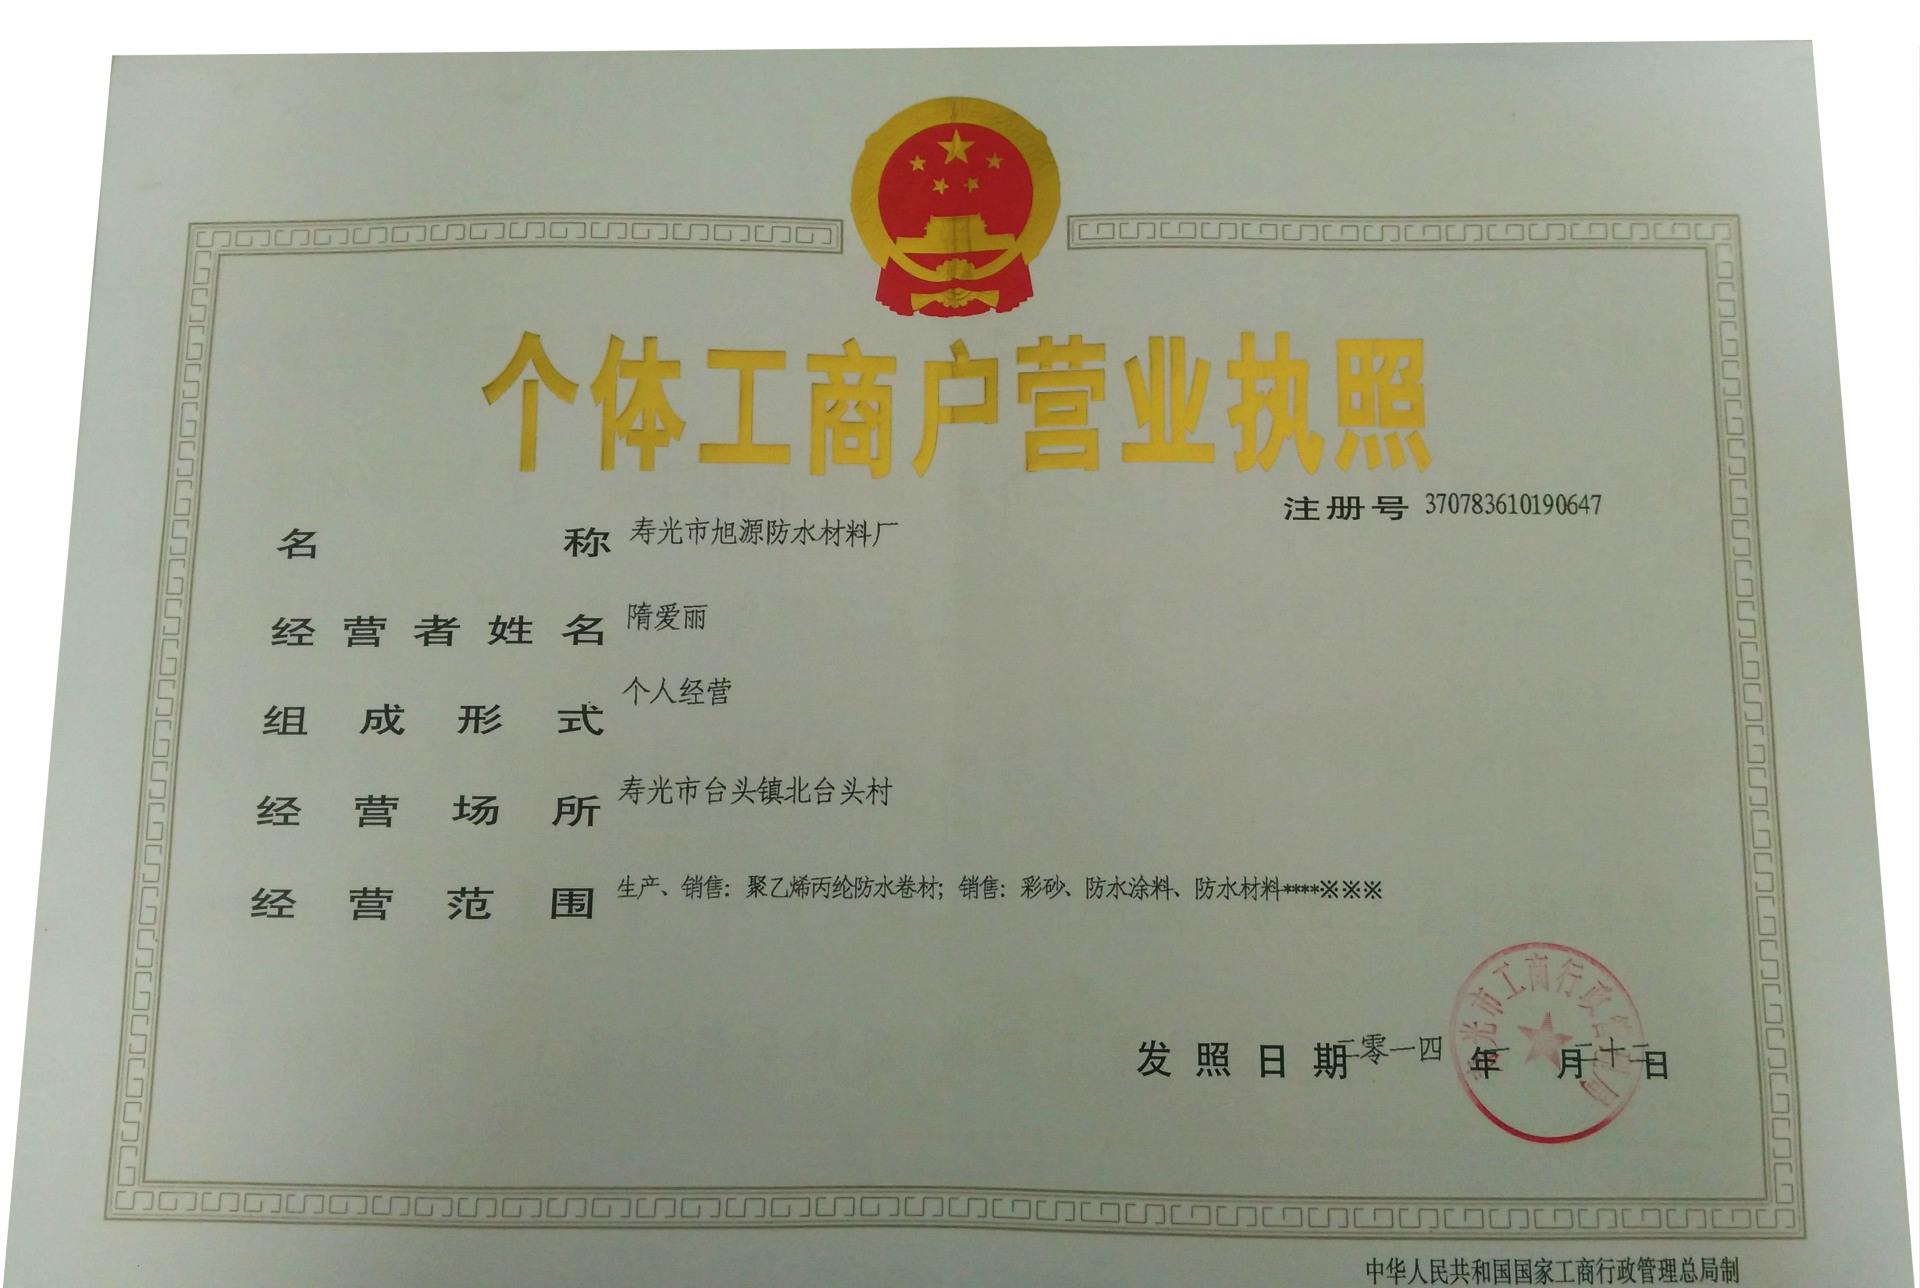 个体工商户营业执照
注册号 370783610190647
名称 寿光市旭源防水材料厂
经营者姓名 隋爱丽
组成形式 个人经营
经营场所 寿光市台头镇北台头村
经营范围 生产、销售：聚乙烯丙纶防水卷材；销售：彩砂、防水涂料、防水材料****※※※
寿光市工商行政管理局
发照日期 二零一四 年 月 二十二 日
中华人民共和国国家工商行政管理总局制